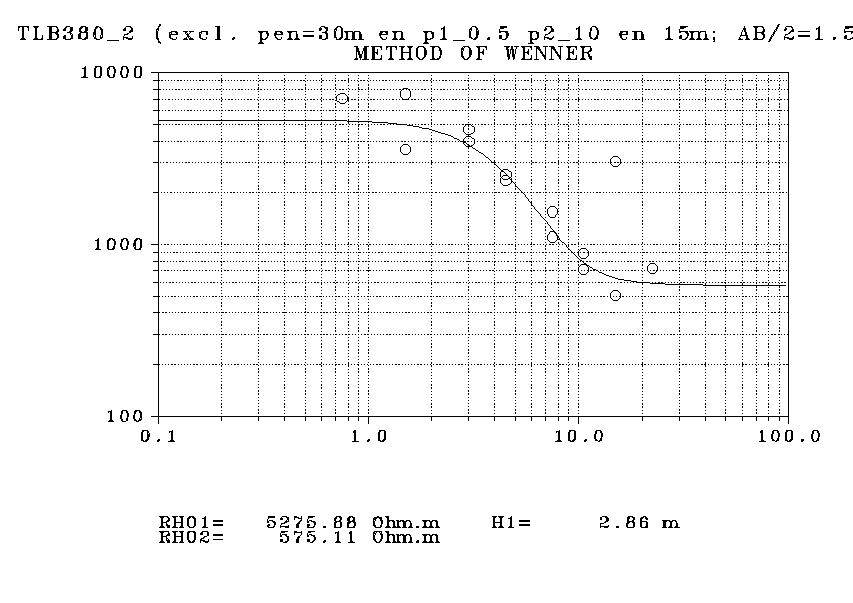 TLB380_2 (excl. pen=30m en p1_0.5 p2_10 en 15m; AB/2=1.5
METHOD OF WENNER
10000
1000
100
0.1 1.0 10.0 100.0
RHO1= 5275.88 Ohm.m H1= 2.86 m
RHO2= 575.11 Ohm.m